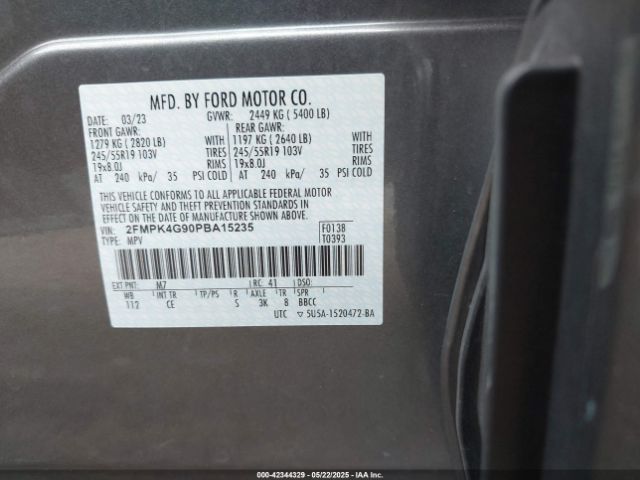 MFD. BY FORD MOTOR CO.
DATE: 03/23 GVWR: 2449 KG ( 5400 LB)
FRONT GAWR: REAR GAWR:
1279 KG ( 2820 LB) WITH 1197 KG ( 2640 LB) WITH
245/55R19 103V TIRES 245/55R19 103V TIRES
19x8.0J RIMS 19x8.0J RIMS
AT 240 kPa/ 35 PSI COLD AT 240 kPa/ 35 PSI COLD
THIS VEHICLE CONFORMS TO ALL APPLICABLE FEDERAL MOTOR
VEHICLE SAFETY AND THEFT PREVENTION STANDARDS IN
EFFECT ON THE DATE OF MANUFACTURE SHOWN ABOVE.
VIN: 2FMPK4G90PBA15235 F0138
TYPE: MPV T0393
EXT PNT: M7 RC: 41 DSO:
WB INT TR TP/PS R AXLE TR SPR
112 CE S 3K 8 BBCC
UTC ▽ 5U5A-1520472-BA
000-42344329 - 05/22/2025 - IAA Inc.